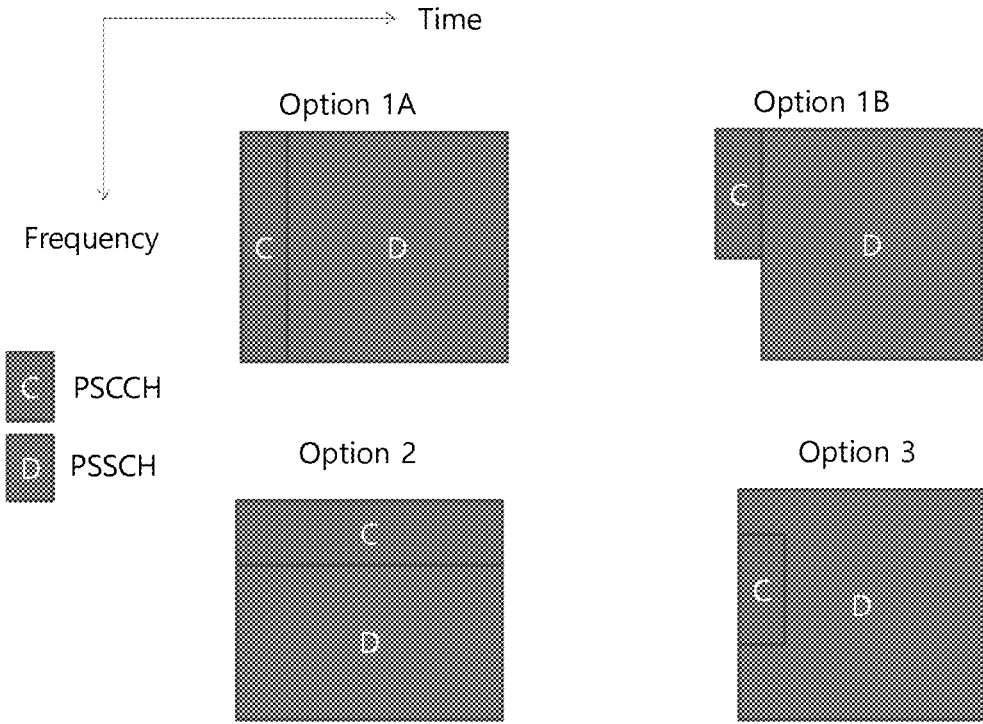 Time
Option 1A
Option 1B
C
D
C
D
Frequency
C PSCCH
D PSSCH
Option 2
Option 3
C
D
C
D